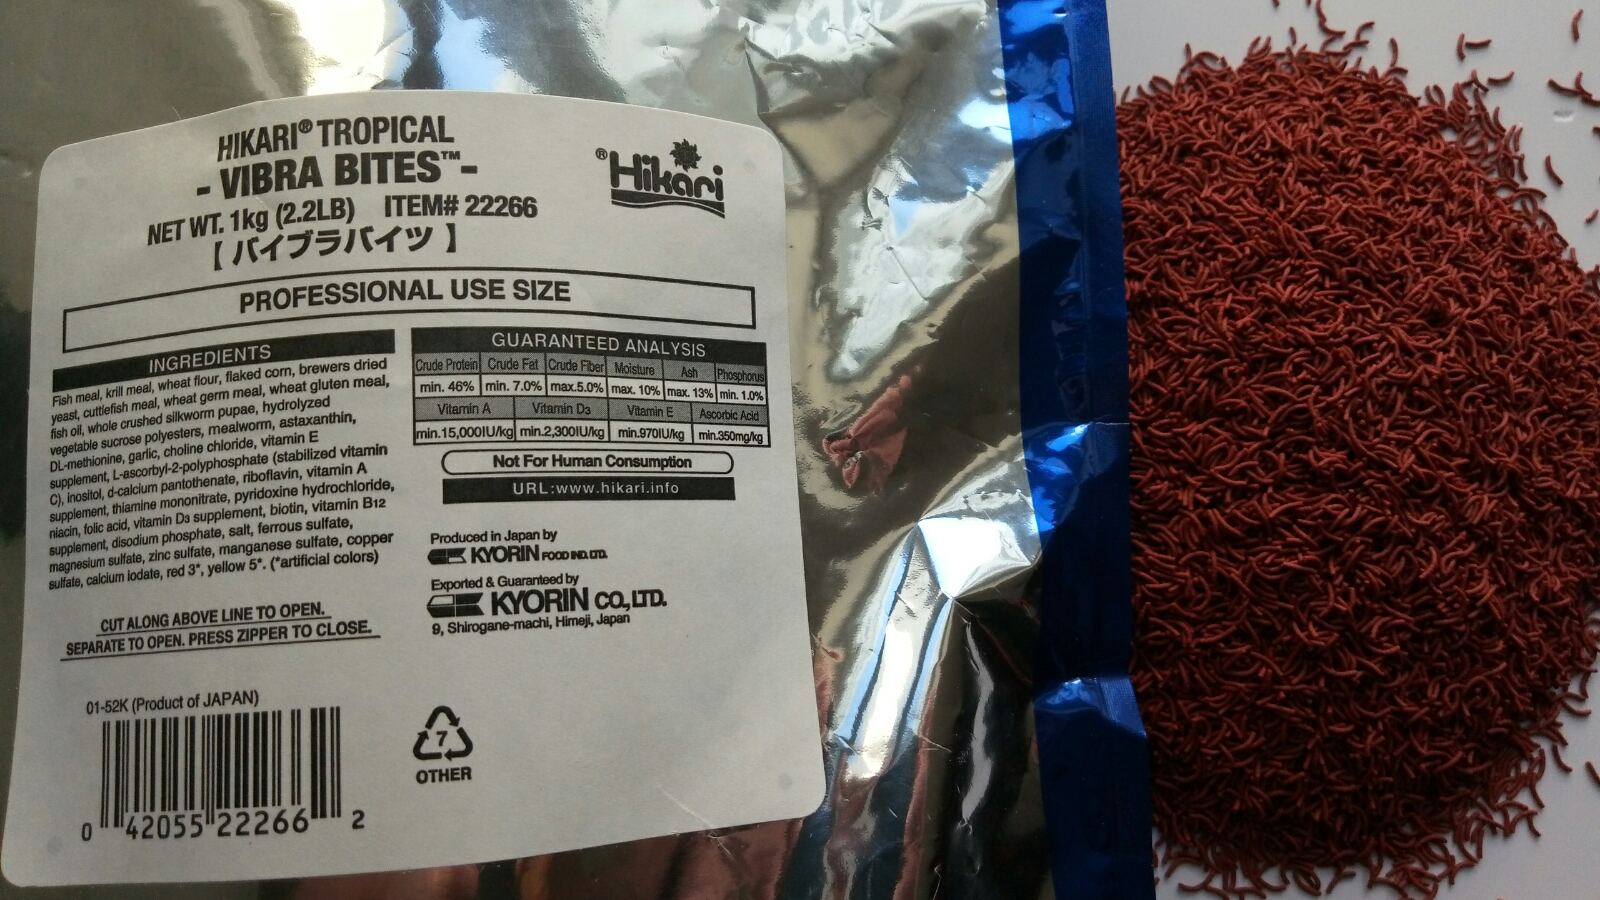 HIKARI® TROPICAL
- VIBRA BITES™ -
NET WT. 1kg (2.2LB) ITEM# 22266
【バイブラバイツ】
® Hikari
PROFESSIONAL USE SIZE
INGREDIENTS
Fish meal, krill meal, wheat flour, flaked corn, brewers dried
yeast, cuttlefish meal, wheat germ meal, wheat gluten meal,
fish oil, whole crushed silkworm pupae, hydrolyzed
vegetable sucrose polyesters, mealworm, astaxanthin,
DL-methionine, garlic, choline chloride, vitamin E
supplement, L-ascorbyl-2-polyphosphate (stabilized vitamin
C), inositol, d-calcium pantothenate, riboflavin, vitamin A
supplement, thiamine mononitrate, pyridoxine hydrochloride,
niacin, folic acid, vitamin D3 supplement, biotin, vitamin B12
supplement, disodium phosphate, salt, ferrous sulfate,
magnesium sulfate, zinc sulfate, manganese sulfate, copper
sulfate, calcium iodate, red 3*, yellow 5*. (*artificial colors)
GUARANTEED ANALYSIS
Crude Protein Crude Fat Crude Fiber Moisture Ash Phosphorus
min. 46% min. 7.0% max.5.0% max. 10% max. 13% min. 1.0%
Vitamin A Vitamin D3 Vitamin E Ascorbic Acid
min.15,000IU/kg min.2,300IU/kg min.970IU/kg min.350mg/kg
Not For Human Consumption
URL:www.hikari.info
Produced in Japan by
KYORIN FOOD IND. LTD.
Exported & Guaranteed by
KYORIN CO., LTD.
9, Shirogane-machi, Himeji, Japan
CUT ALONG ABOVE LINE TO OPEN.
SEPARATE TO OPEN. PRESS ZIPPER TO CLOSE.
01-52K (Product of JAPAN)
0 42055 22266 2
7
OTHER